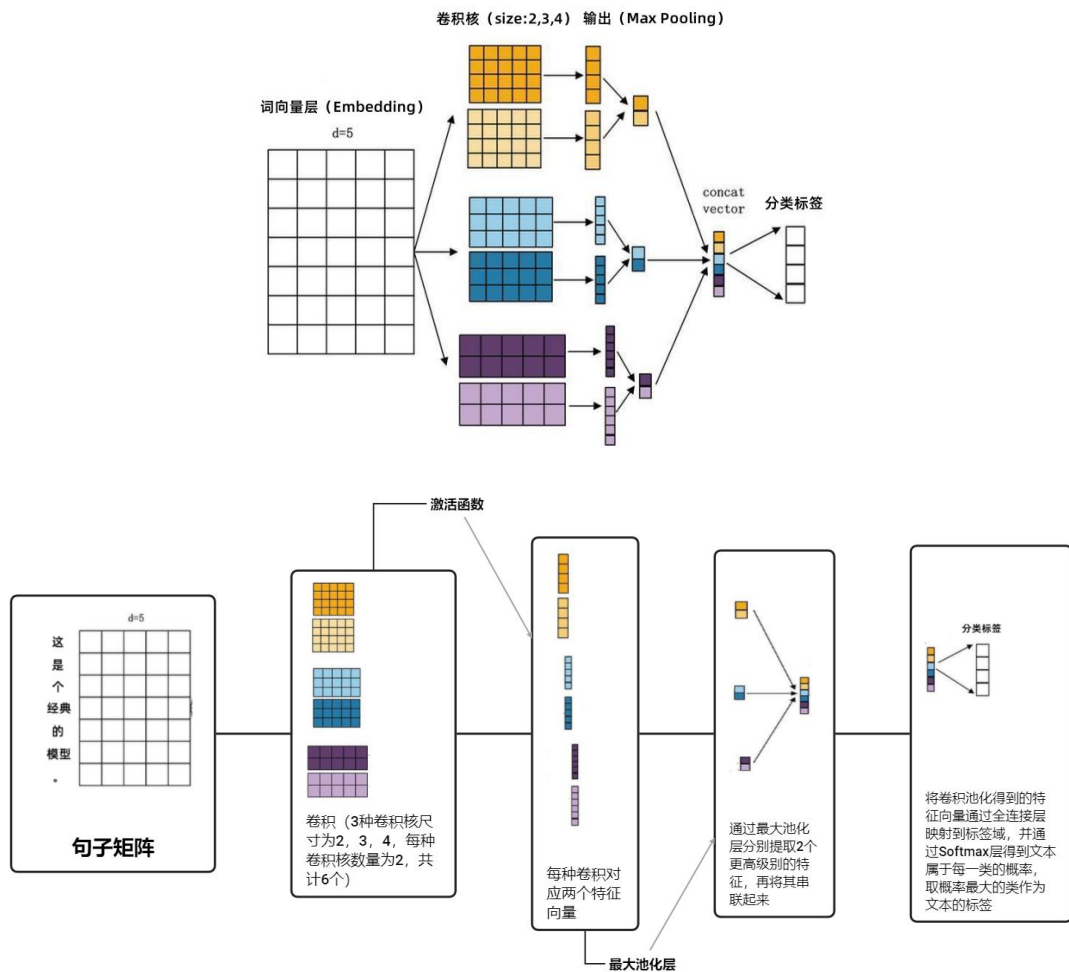 卷积核（size:2,3,4） 输出（Max Pooling）
词向量层（Embedding）
d=5
concat
vector
分类标签
激活函数
d=5
这
是
个
经典
的
模型
。
句子矩阵
卷积（3种卷积核尺
寸为2，3，4，每种
卷积核数量为2，共
计6个）
每种卷积对
应两个特征
向量
通过最大池化
层分别提取2个
更高级别的特
征，再将其串
联起来
分类标签
将卷积池化得到的特
征向量通过全连接层
映射到标签域，并通
过Softmax层得到文本
属于每一类的概率，
取概率最大的类作为
文本的标签
最大池化层